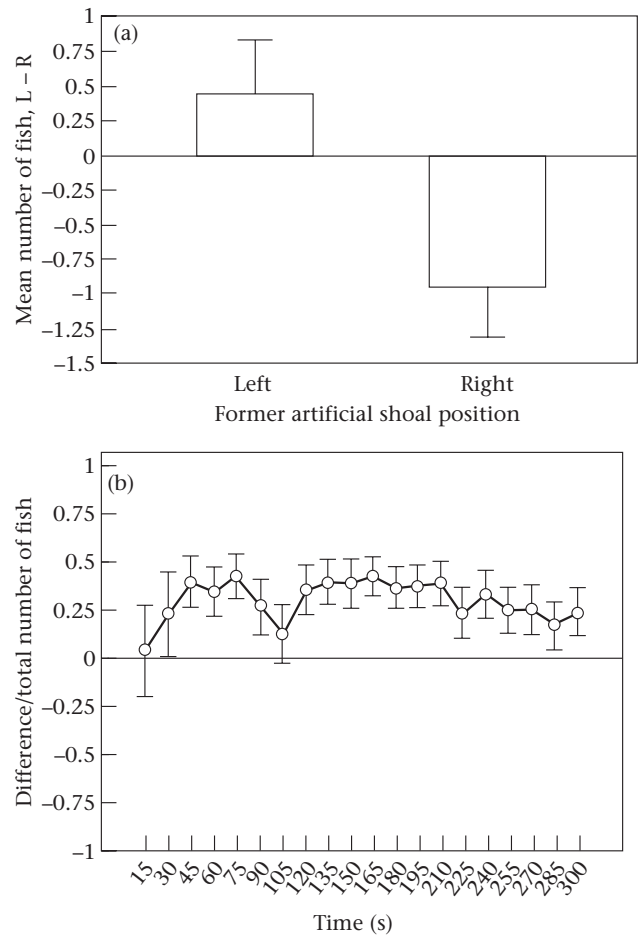 (a)
Mean number of fish, L – R
1
0.75
0.5
0.25
0
–0.25
–0.5
–0.75
–1
–1.25
–1.5
Left Right
Former artificial shoal position
(b)
Difference/total number of fish
1
0.75
0.5
0.25
0
–0.25
–0.5
–0.75
–1
15 30 45 60 75 90 105 120 135 150 165 180 195 210 225 240 255 270 285 300
Time (s)